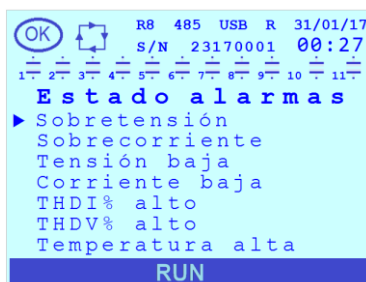 OK R8 485 USB R 31/01/17
S/N 23170001 00:27
1 2 3 4 5 6 7 8 9 10 11
Estado alarmas
Sobretensión
Sobrecorriente
Tensión baja
Corriente baja
THDI% alto
THDV% alto
Temperatura alta
RUN